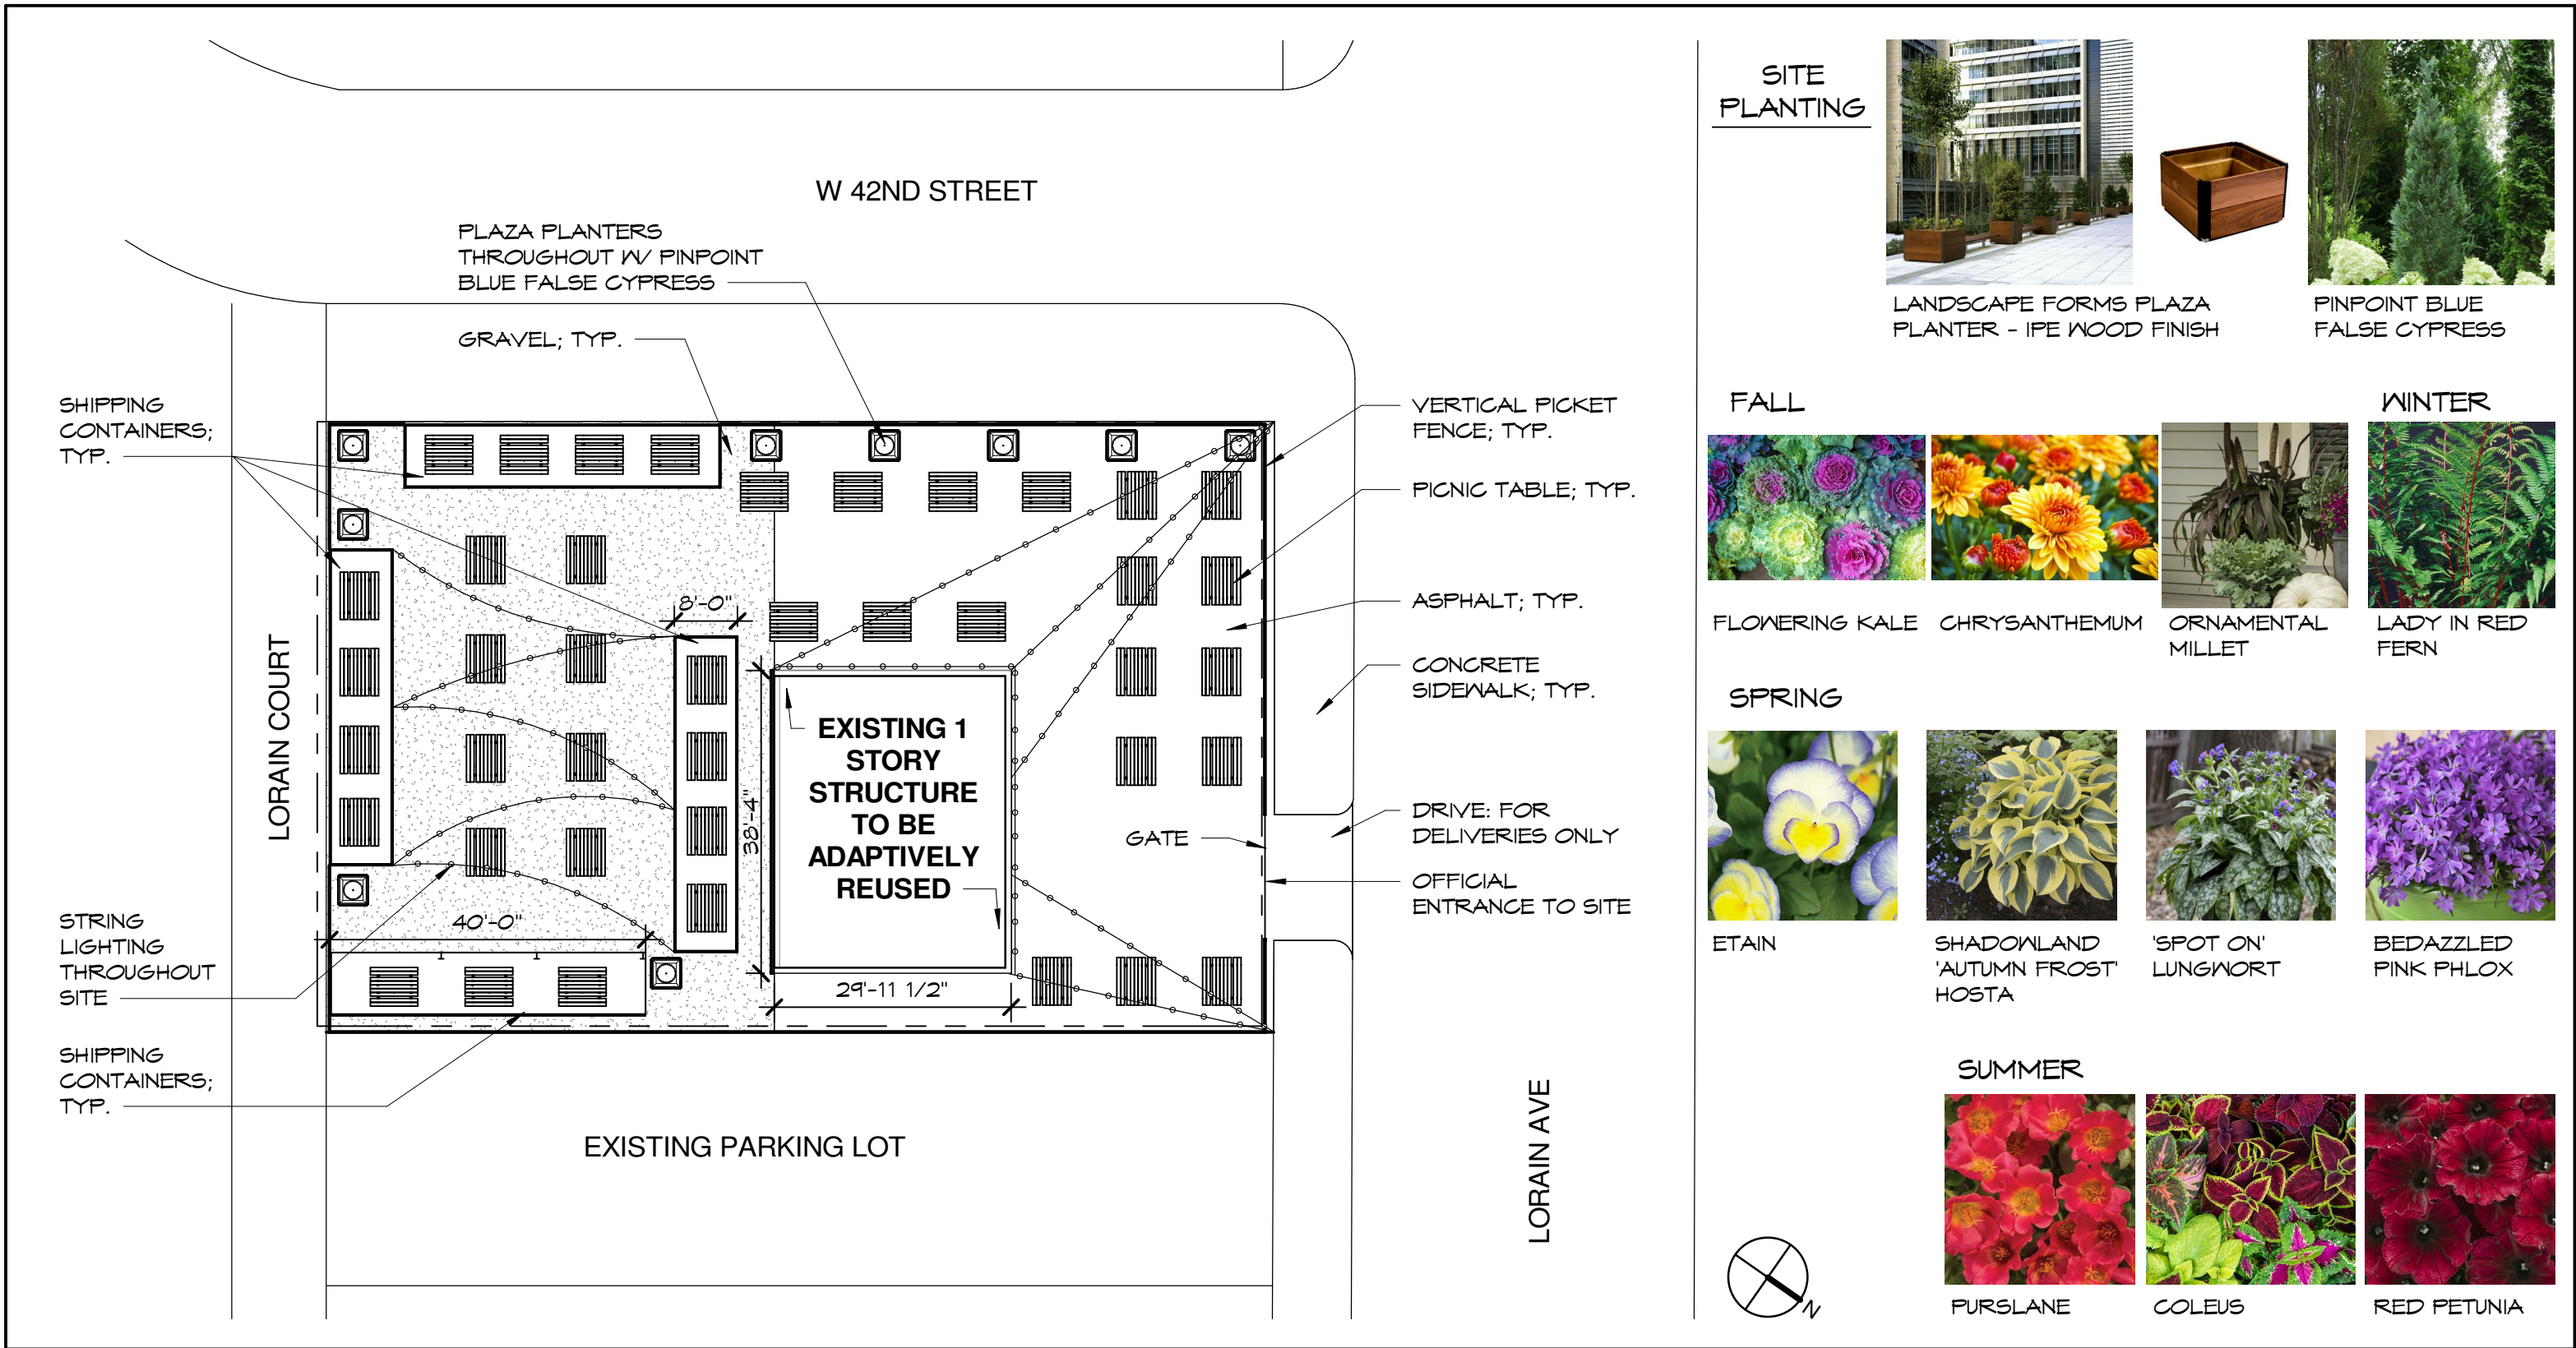 W 42ND STREET
PLAZA PLANTERS
THROUGHOUT W/ PINPOINT
BLUE FALSE CYPRESS
GRAVEL; TYP.
SHIPPING
CONTAINERS;
TYP.
LORAIN COURT
STRING
LIGHTING
THROUGHOUT
SITE
SHIPPING
CONTAINERS;
TYP.
8'-0"
38'-4"
40'-0"
29'-11 1/2"
EXISTING 1
STORY
STRUCTURE
TO BE
ADAPTIVELY
REUSED
GATE
EXISTING PARKING LOT
VERTICAL PICKET
FENCE; TYP.
PICNIC TABLE; TYP.
ASPHALT; TYP.
CONCRETE
SIDEWALK; TYP.
DRIVE: FOR
DELIVERIES ONLY
OFFICIAL
ENTRANCE TO SITE
LORAIN AVE
SITE
PLANTING
LANDSCAPE FORMS PLAZA
PLANTER - IPE WOOD FINISH
PINPOINT BLUE
FALSE CYPRESS
FALL
WINTER
FLOWERING KALE
CHRYSANTHEMUM
ORNAMENTAL
MILLET
LADY IN RED
FERN
SPRING
ETAIN
SHADOWLAND
'AUTUMN FROST'
HOSTA
'SPOT ON'
LUNGWORT
BEDAZZLED
PINK PHLOX
SUMMER
PURSLANE
COLEUS
RED PETUNIA
N